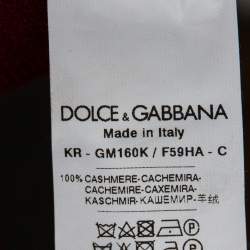 DOLCE & GABBANA
Made in Italy
KR - GM160K / F59HA - C
100% CASHMERE-CACHEMIRA-
CACHEMIRE-CAXEMIRA-
KASCHMIR-КАШЕМИР-羊绒